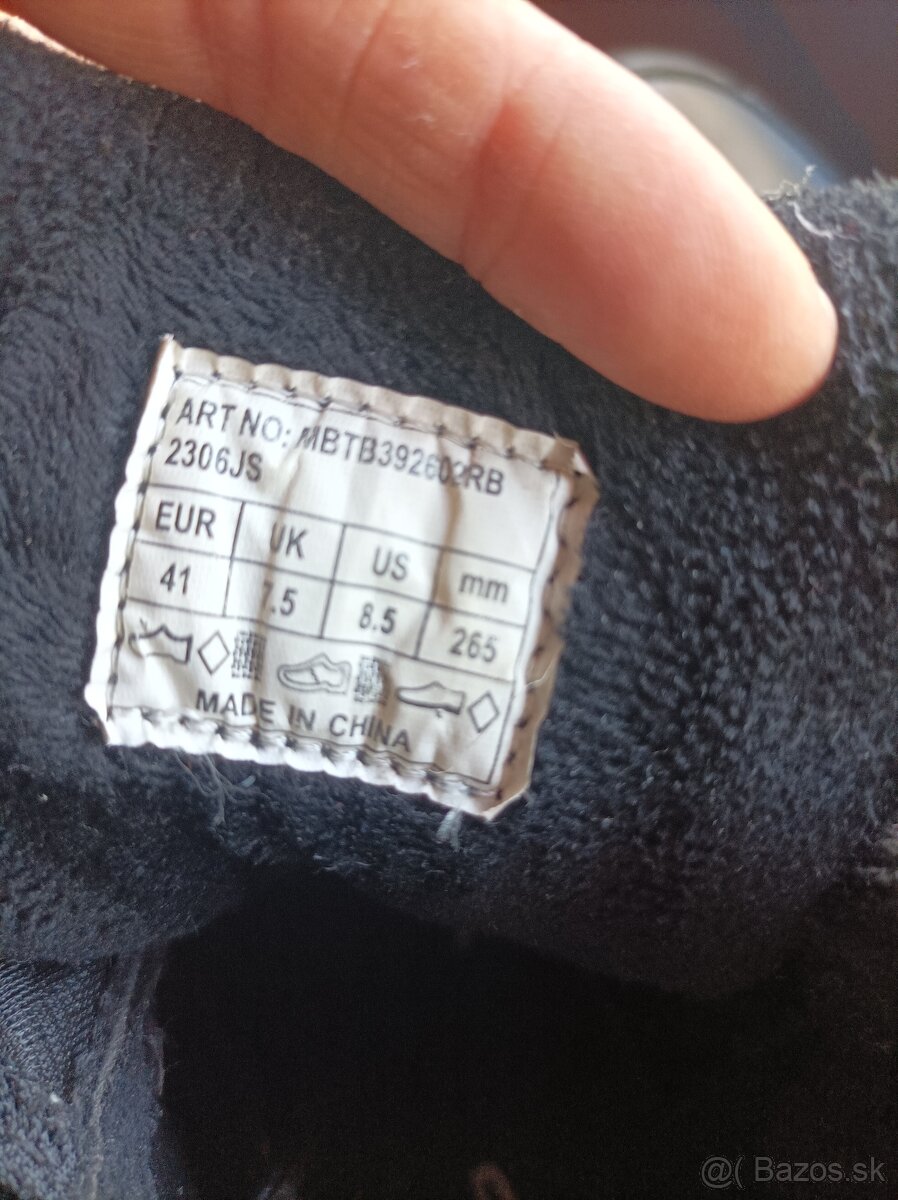 ART NO: MBTB392602RB
2306JS
EUR UK US mm
41 7.5 8.5 265
MADE IN CHINA
@( Bazos.sk